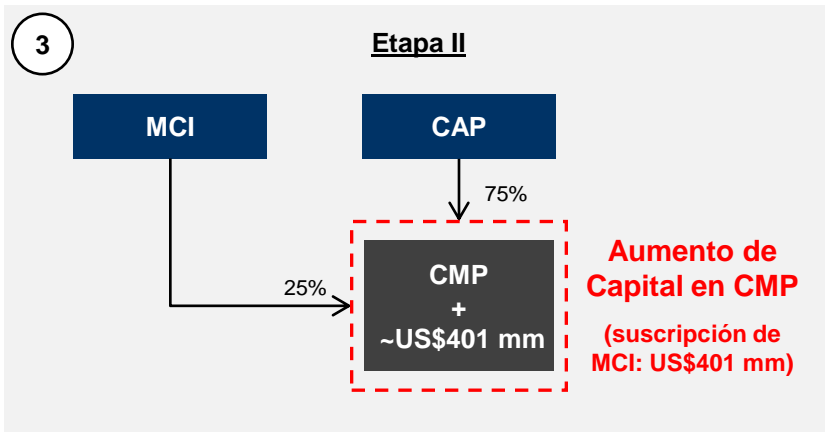 3
Etapa II
MCI
CAP
75%
25%
CMP
+
~US$401 mm
Aumento de
Capital en CMP
(suscripción de
MCI: US$401 mm)